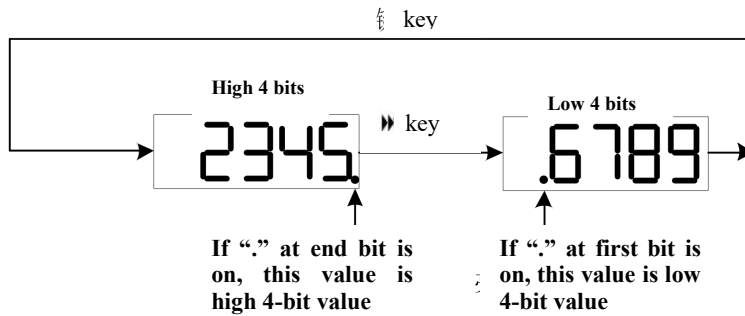 key
High 4 bits
Low 4 bits
2345.
key
.6789
If “.” at end bit is
on, this value is
high 4-bit value
If “.” at first bit is
on, this value is low
4-bit value